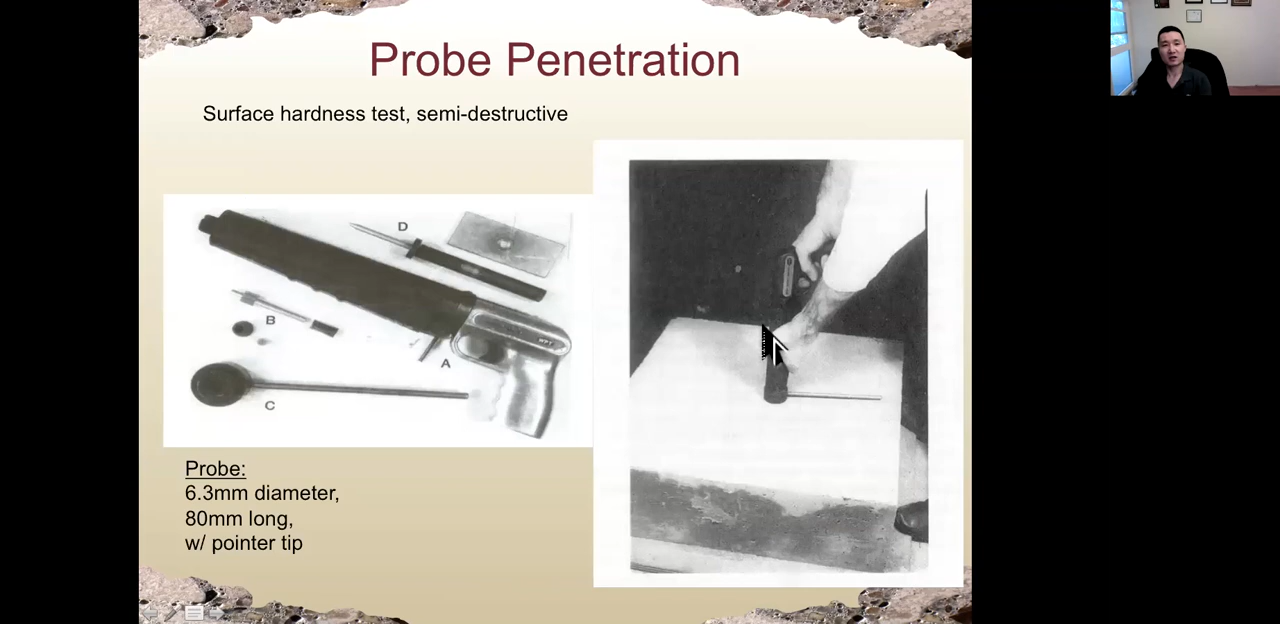 Probe Penetration
Surface hardness test, semi-destructive
D
B
A
C
Probe:
6.3mm diameter,
80mm long,
w/ pointer tip